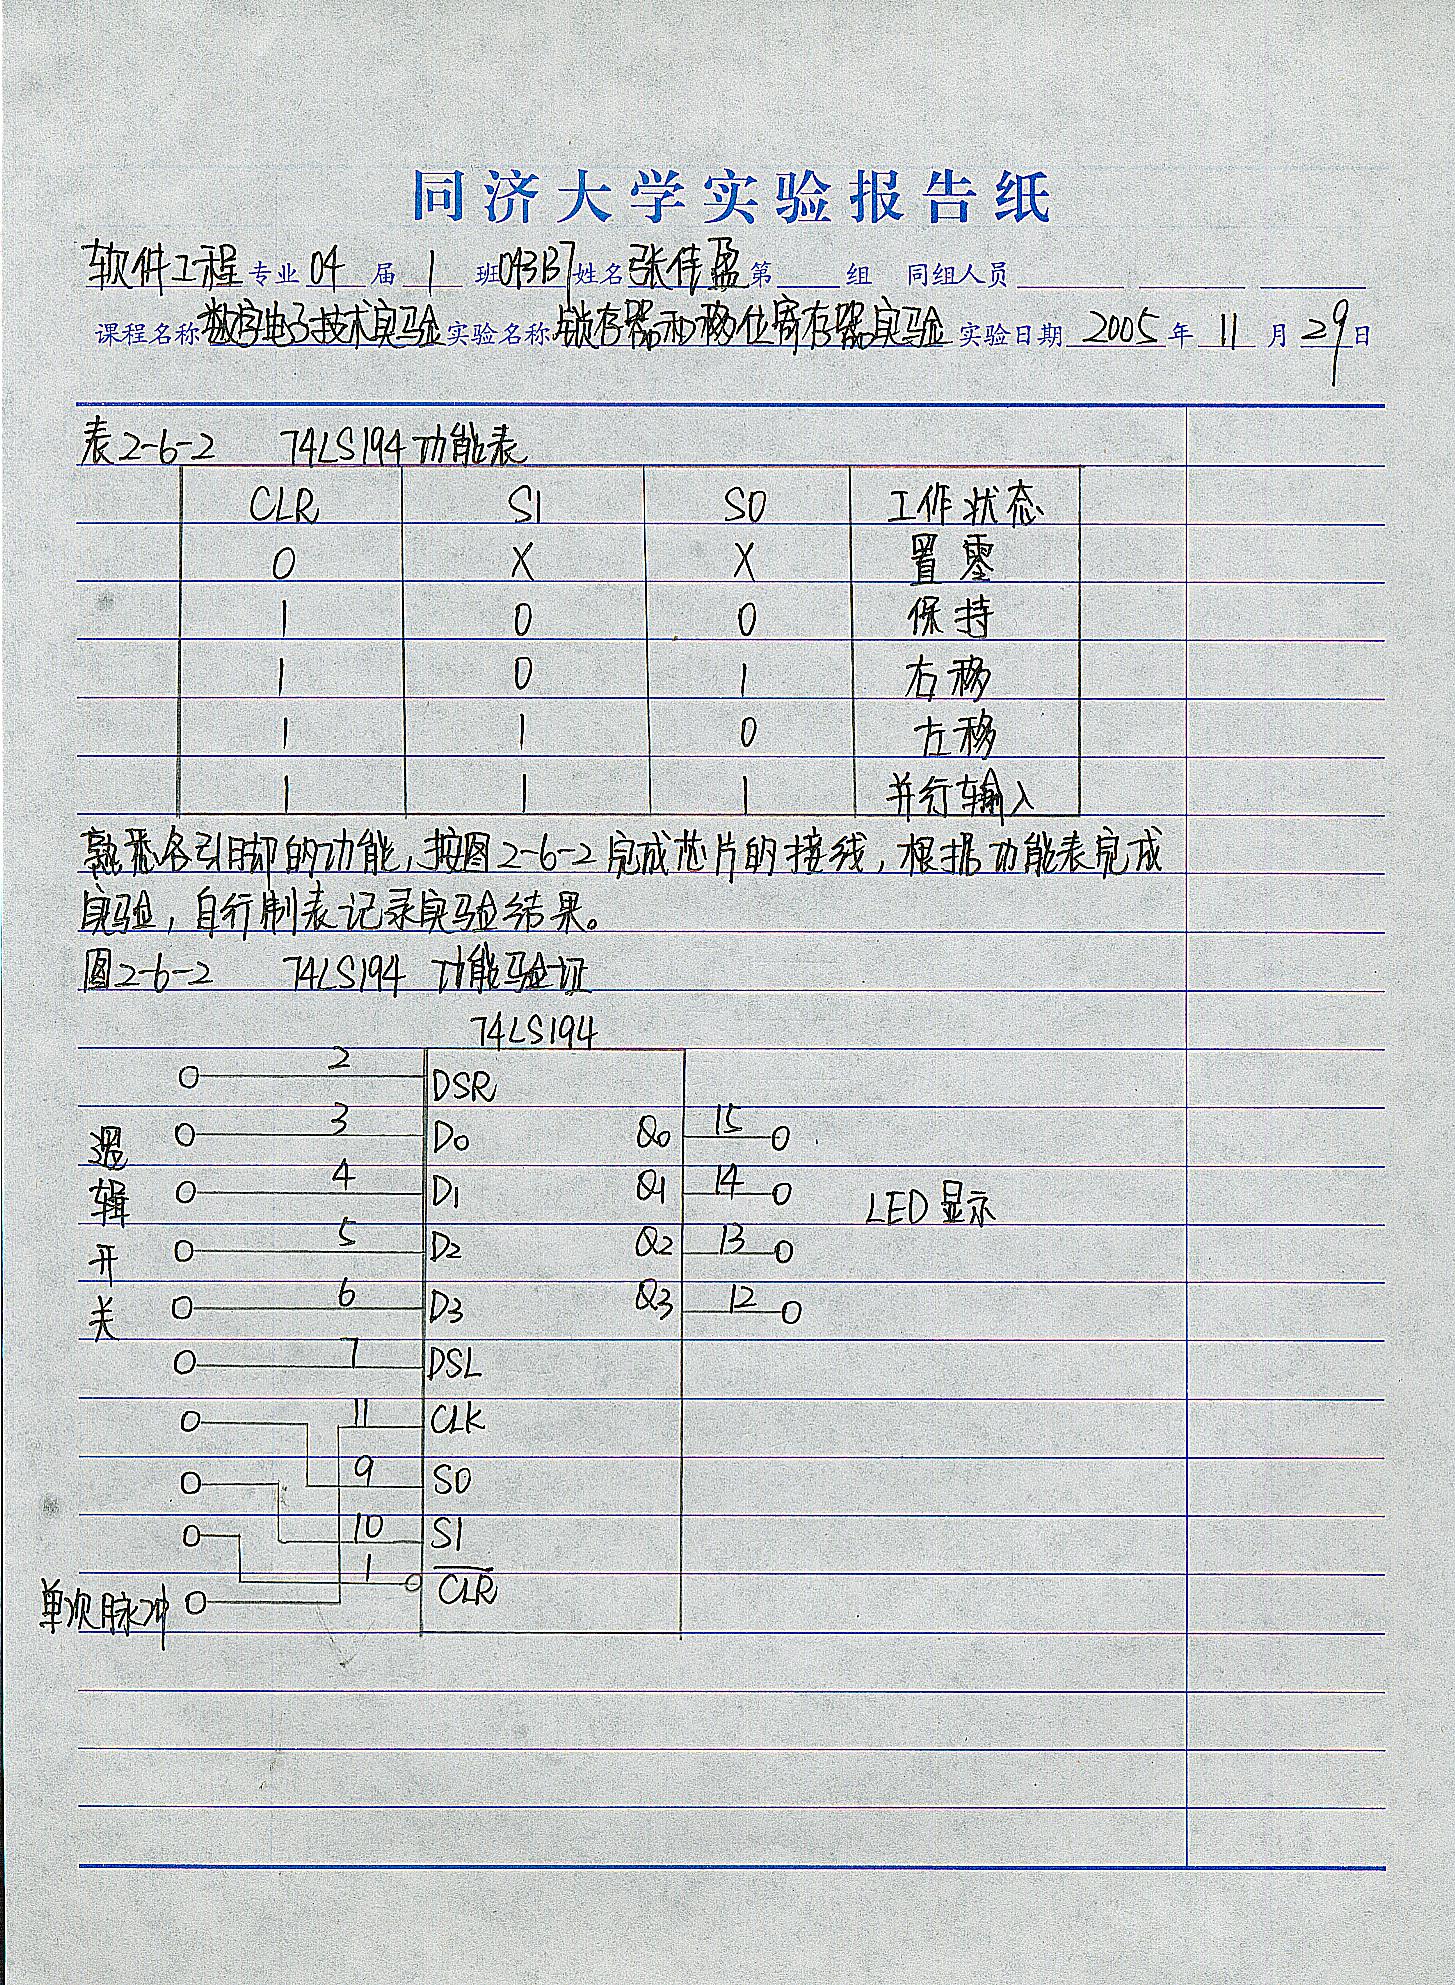 同济大学实验报告纸
软件工程专业 04 届 1 班 043137 姓名 张伟盈 第 组 同组人员
课程名称 数字电子技术实验 实验名称 锁存器和移位寄存器实验 实验日期 2005 年 11 月 29 日
表2-6-2 74LS194功能表
CLR S1 S0 工作状态
0 X X 置零
1 0 0 保持
1 0 1 右移
1 1 0 左移
1 1 1 并行输入
熟悉各引脚的功能,按图2-6-2完成芯片的接线,根据功能表完成
实验,自行制表记录实验结果。
图2-6-2 74LS194 功能验证
74LS194
2 DSR
3 D0 Q0 15
4 D1 Q1 14
5 D2 Q2 13
6 D3 Q3 12
7 DSL
11 CLK
9 S0
10 S1
1 CLR
逻辑开关
LED显示
单次脉冲